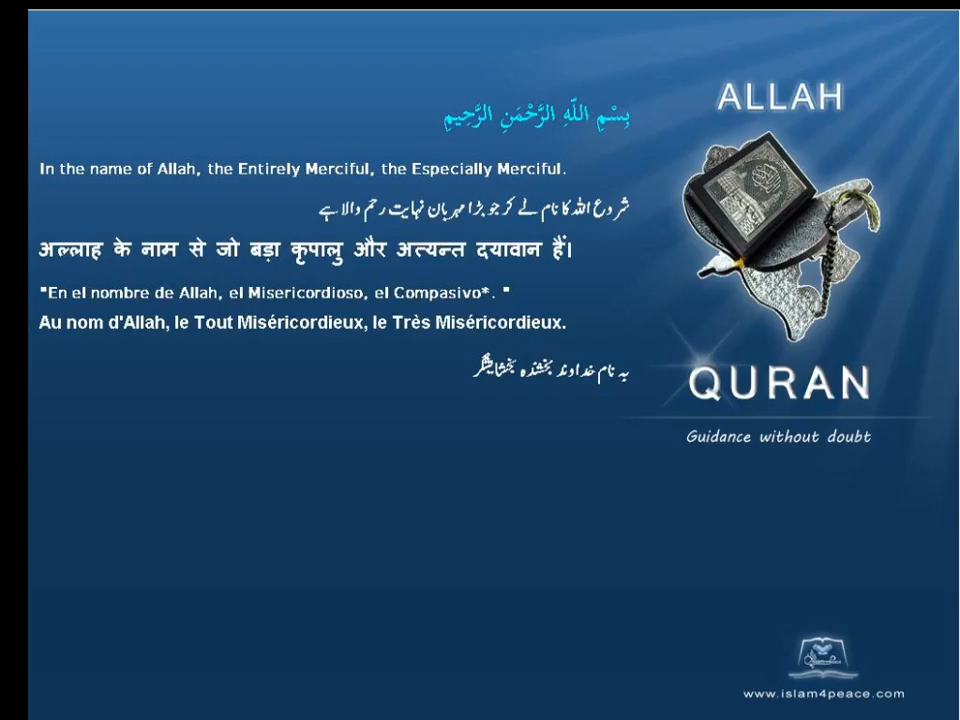 بِسْمِ اللَّهِ الرَّحْمَنِ الرَّحِيمِ
In the name of Allah, the Entirely Merciful, the Especially Merciful.
شروع الله کا نام لے کر جو بڑا مہربان نہایت رحم والا ہے
अल्लाह के नाम से जो बड़ा कृपालु और अत्यन्त दयावान हैं।
"En el nombre de Allah, el Misericordioso, el Compasivo*. "
Au nom d'Allah, le Tout Miséricordieux, le Très Miséricordieux.
به نام خداوند بخشنده بخشایشگر
ALLAH
QURAN
Guidance without doubt
www.islam4peace.com